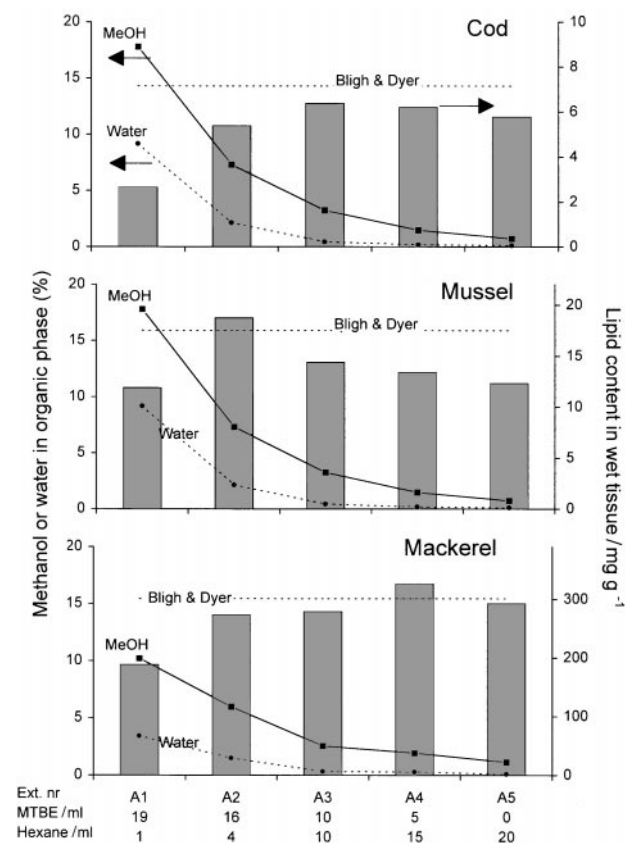 Cod
20 10
MeOH
15 Bligh & Dyer 8
Water 6
10
4
5
2
0 0
20 Mussel
MeOH 20
15 Bligh & Dyer
15
10
Water 10
5
5
0 0
20 Mackerel
15 Bligh & Dyer 300
MeOH
10 200
5 Water 100
0 0
Methanol or water in organic phase (%)
Lipid content in wet tissue /mg g -1
Ext. nr A1 A2 A3 A4 A5
MTBE /ml 19 16 10 5 0
Hexane /ml 1 4 10 15 20